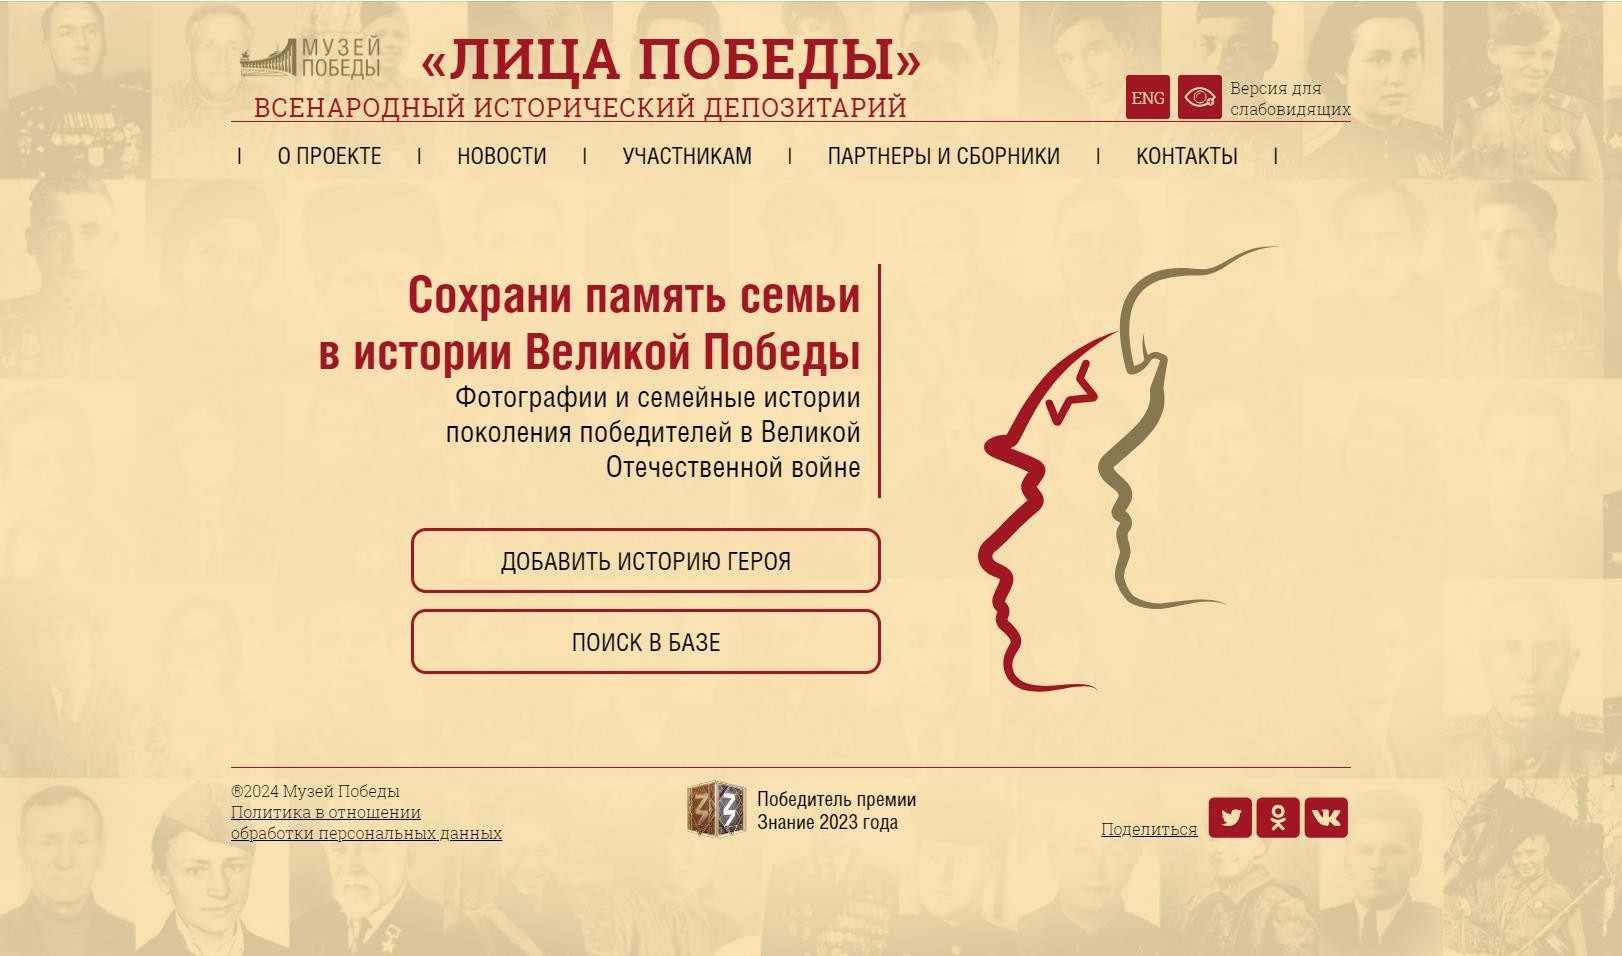 МУЗЕЙ
ПОБЕДЫ
«ЛИЦА ПОБЕДЫ»
ВСЕНАРОДНЫЙ ИСТОРИЧЕСКИЙ ДЕПОЗИТАРИЙ
ENG
Версия для
слабовидящих
О ПРОЕКТЕ
НОВОСТИ
УЧАСТНИКАМ
ПАРТНЕРЫ И СБОРНИКИ
КОНТАКТЫ
Сохрани память семьи
в истории Великой Победы
Фотографии и семейные истории
поколения победителей в Великой
Отечественной войне
ДОБАВИТЬ ИСТОРИЮ ГЕРОЯ
ПОИСК В БАЗЕ
®2024 Музей Победы
Политика в отношении
обработки персональных данных
Победитель премии
Знание 2023 года
Поделиться